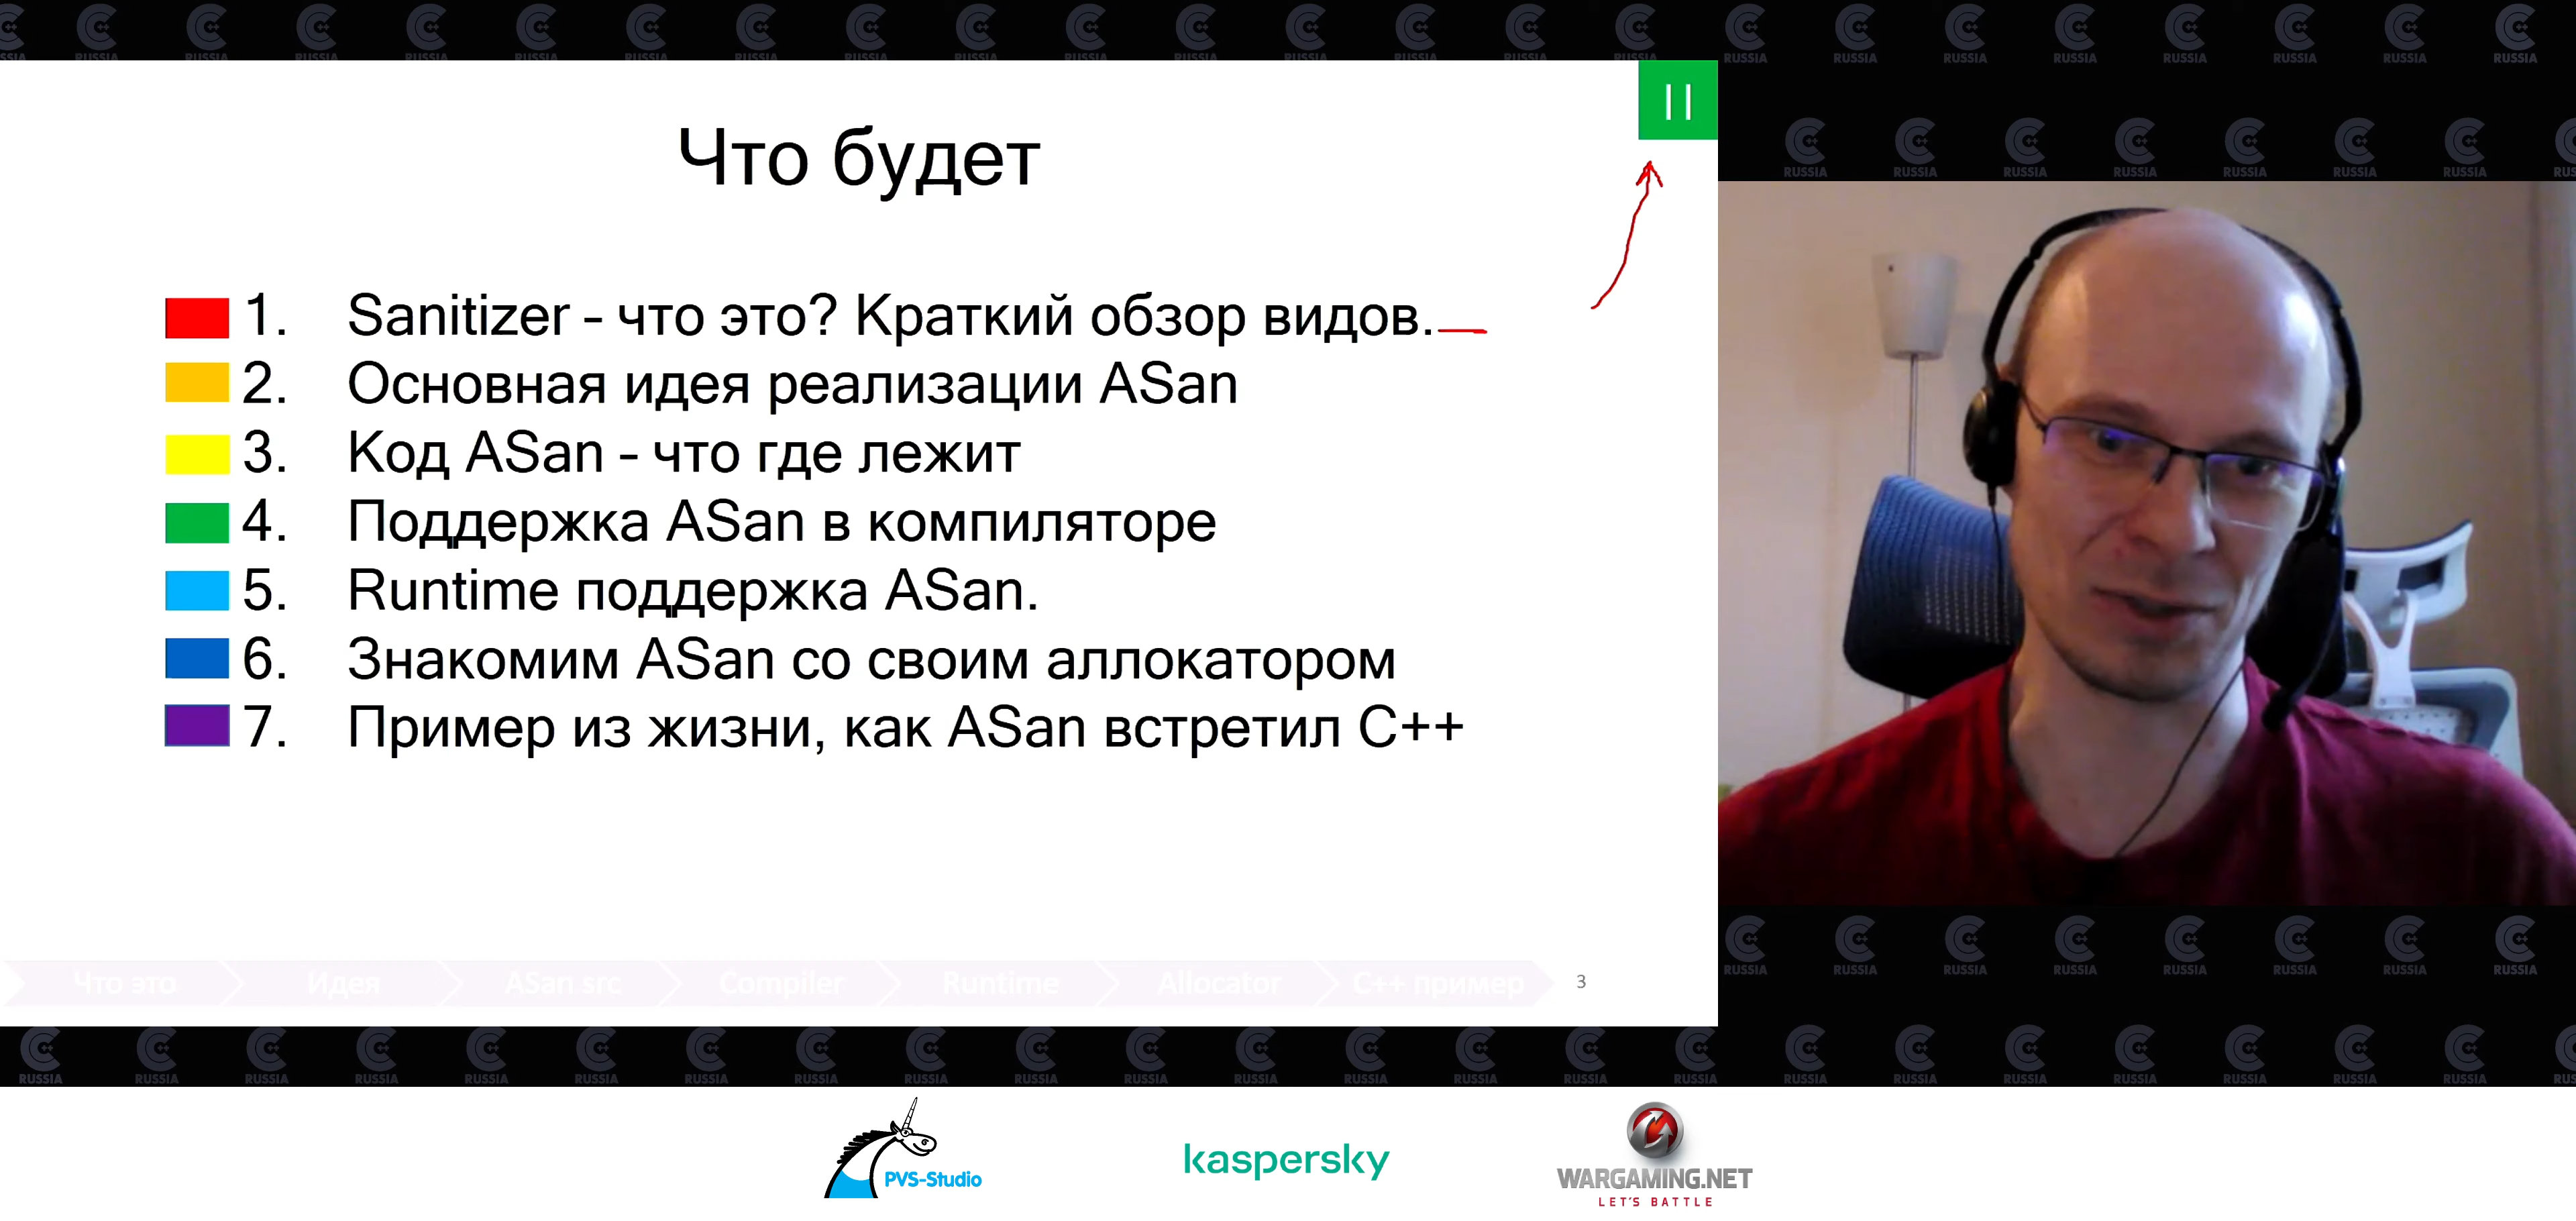 Что будет
1. Sanitizer - что это? Краткий обзор видов.
2. Основная идея реализации ASan
3. Код ASan - что где лежит
4. Поддержка ASan в компиляторе
5. Runtime поддержка ASan.
6. Знакомим ASan со своим аллокатором
7. Пример из жизни, как ASan встретил C++
Что это Идея ASan src Compiler Runtime Allocator C++ пример 3
PVS-Studio
kaspersky
WARGAMING.NET
LET'S BATTLE
RUSSIA